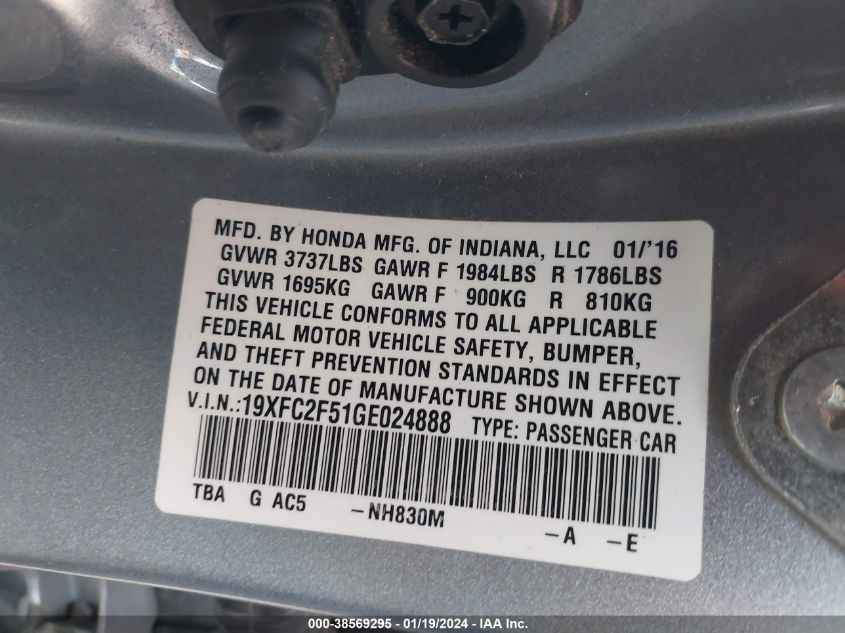 MFD. BY HONDA MFG. OF INDIANA, LLC 01/'16
GVWR 3737LBS GAWR F 1984LBS R 1786LBS
GVWR 1695KG GAWR F 900KG R 810KG
THIS VEHICLE CONFORMS TO ALL APPLICABLE
FEDERAL MOTOR VEHICLE SAFETY, BUMPER,
AND THEFT PREVENTION STANDARDS IN EFFECT
ON THE DATE OF MANUFACTURE SHOWN ABOVE.
V.I.N.:19XFC2F51GE024888 TYPE: PASSENGER CAR
TBA G AC5 -NH830M -A -E
000-38569295 - 01/19/2024 - IAA Inc.